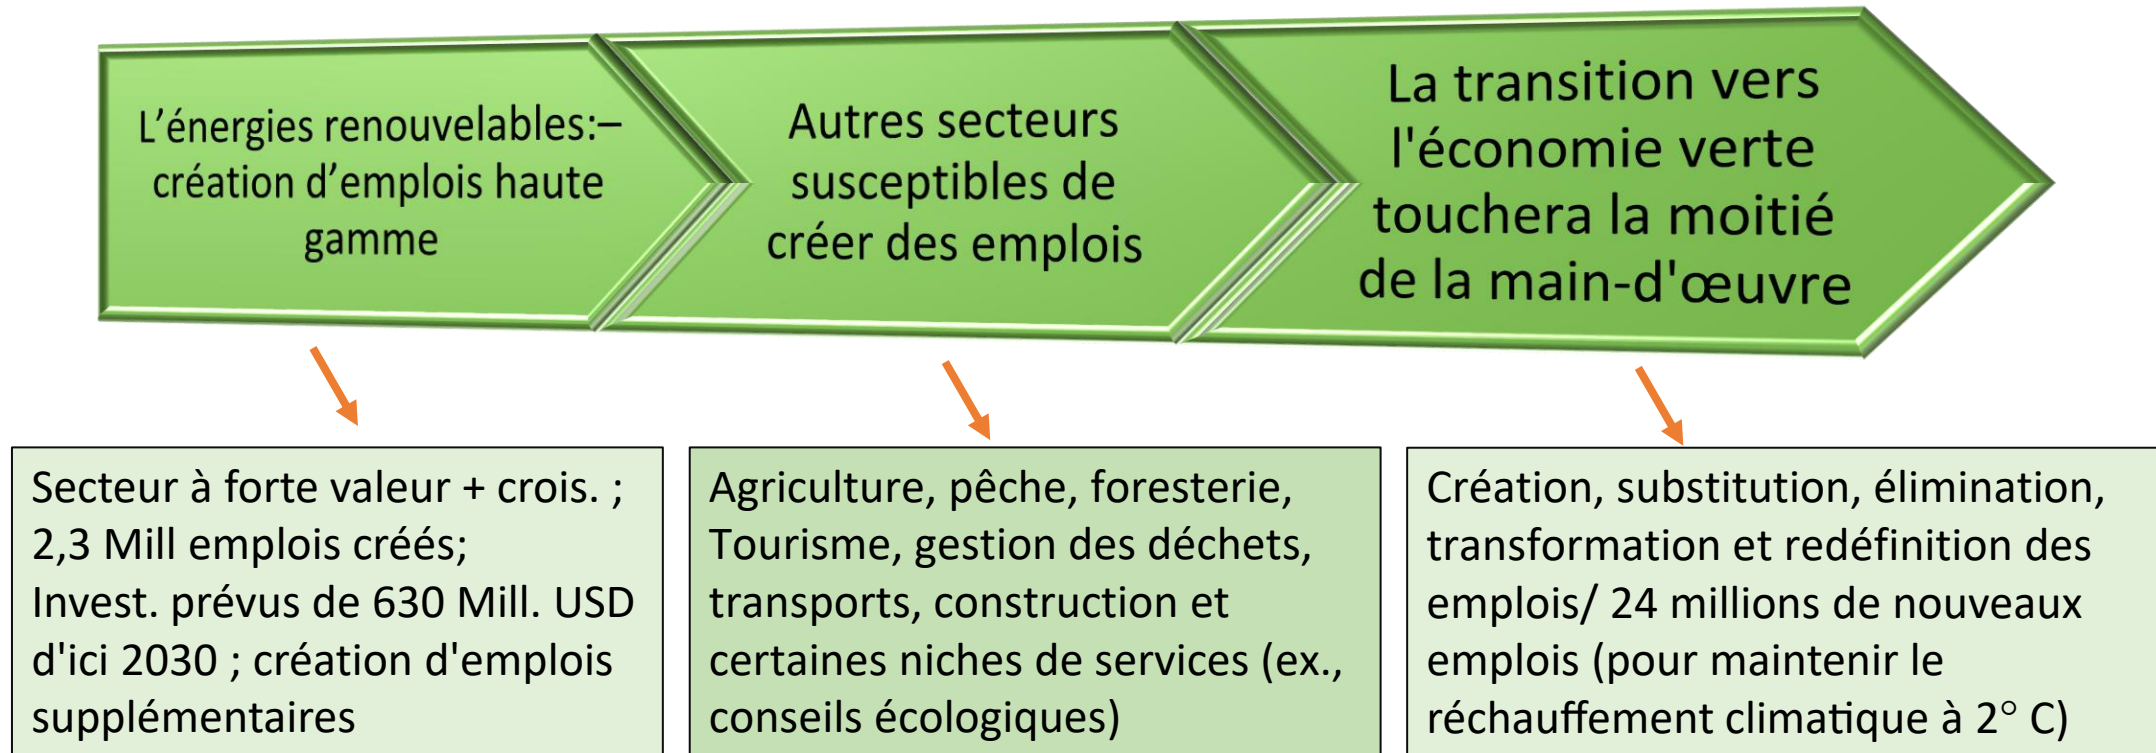 L'énergies renouvelables:–
création d'emplois haute
gamme
Autres secteurs
susceptibles de
créer des emplois
La transition vers
l'économie verte
touchera la moitié
de la main-d'œuvre
Secteur à forte valeur + crois. ;
2,3 Mill emplois créés;
Invest. prévus de 630 Mill. USD
d'ici 2030 ; création d'emplois
supplémentaires
Agriculture, pêche, foresterie,
Tourisme, gestion des déchets,
transports, construction et
certaines niches de services (ex.,
conseils écologiques)
Création, substitution, élimination,
transformation et redéfinition des
emplois/ 24 millions de nouveaux
emplois (pour maintenir le
réchauffement climatique à 2° C)